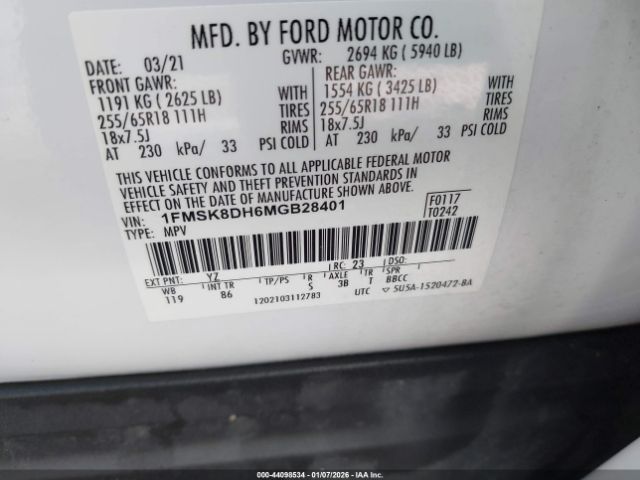 MFD. BY FORD MOTOR CO.
DATE: 03/21 GVWR: 2694 KG ( 5940 LB)
FRONT GAWR: REAR GAWR:
1191 KG ( 2625 LB) WITH 1554 KG ( 3425 LB) WITH
255/65R18 111H TIRES 255/65R18 111H TIRES
18x7.5J RIMS 18x7.5J RIMS
AT 230 kPa/ 33 PSI COLD AT 230 kPa/ 33 PSI COLD
THIS VEHICLE CONFORMS TO ALL APPLICABLE FEDERAL MOTOR
VEHICLE SAFETY AND THEFT PREVENTION STANDARDS IN
EFFECT ON THE DATE OF MANUFACTURE SHOWN ABOVE.
VIN: 1FMSK8DH6MGB28401 F0117
TYPE: MPV T0242
EXT PNT: YZ RC: 23 DSO:
WB INT TR TP/PS R AXLE TR SPR
119 86 S 3B T BBCC
1202103112783 UTC 5U5A-1520472-BA
000-44098534 | 01/07/2026 - IAAI.COM